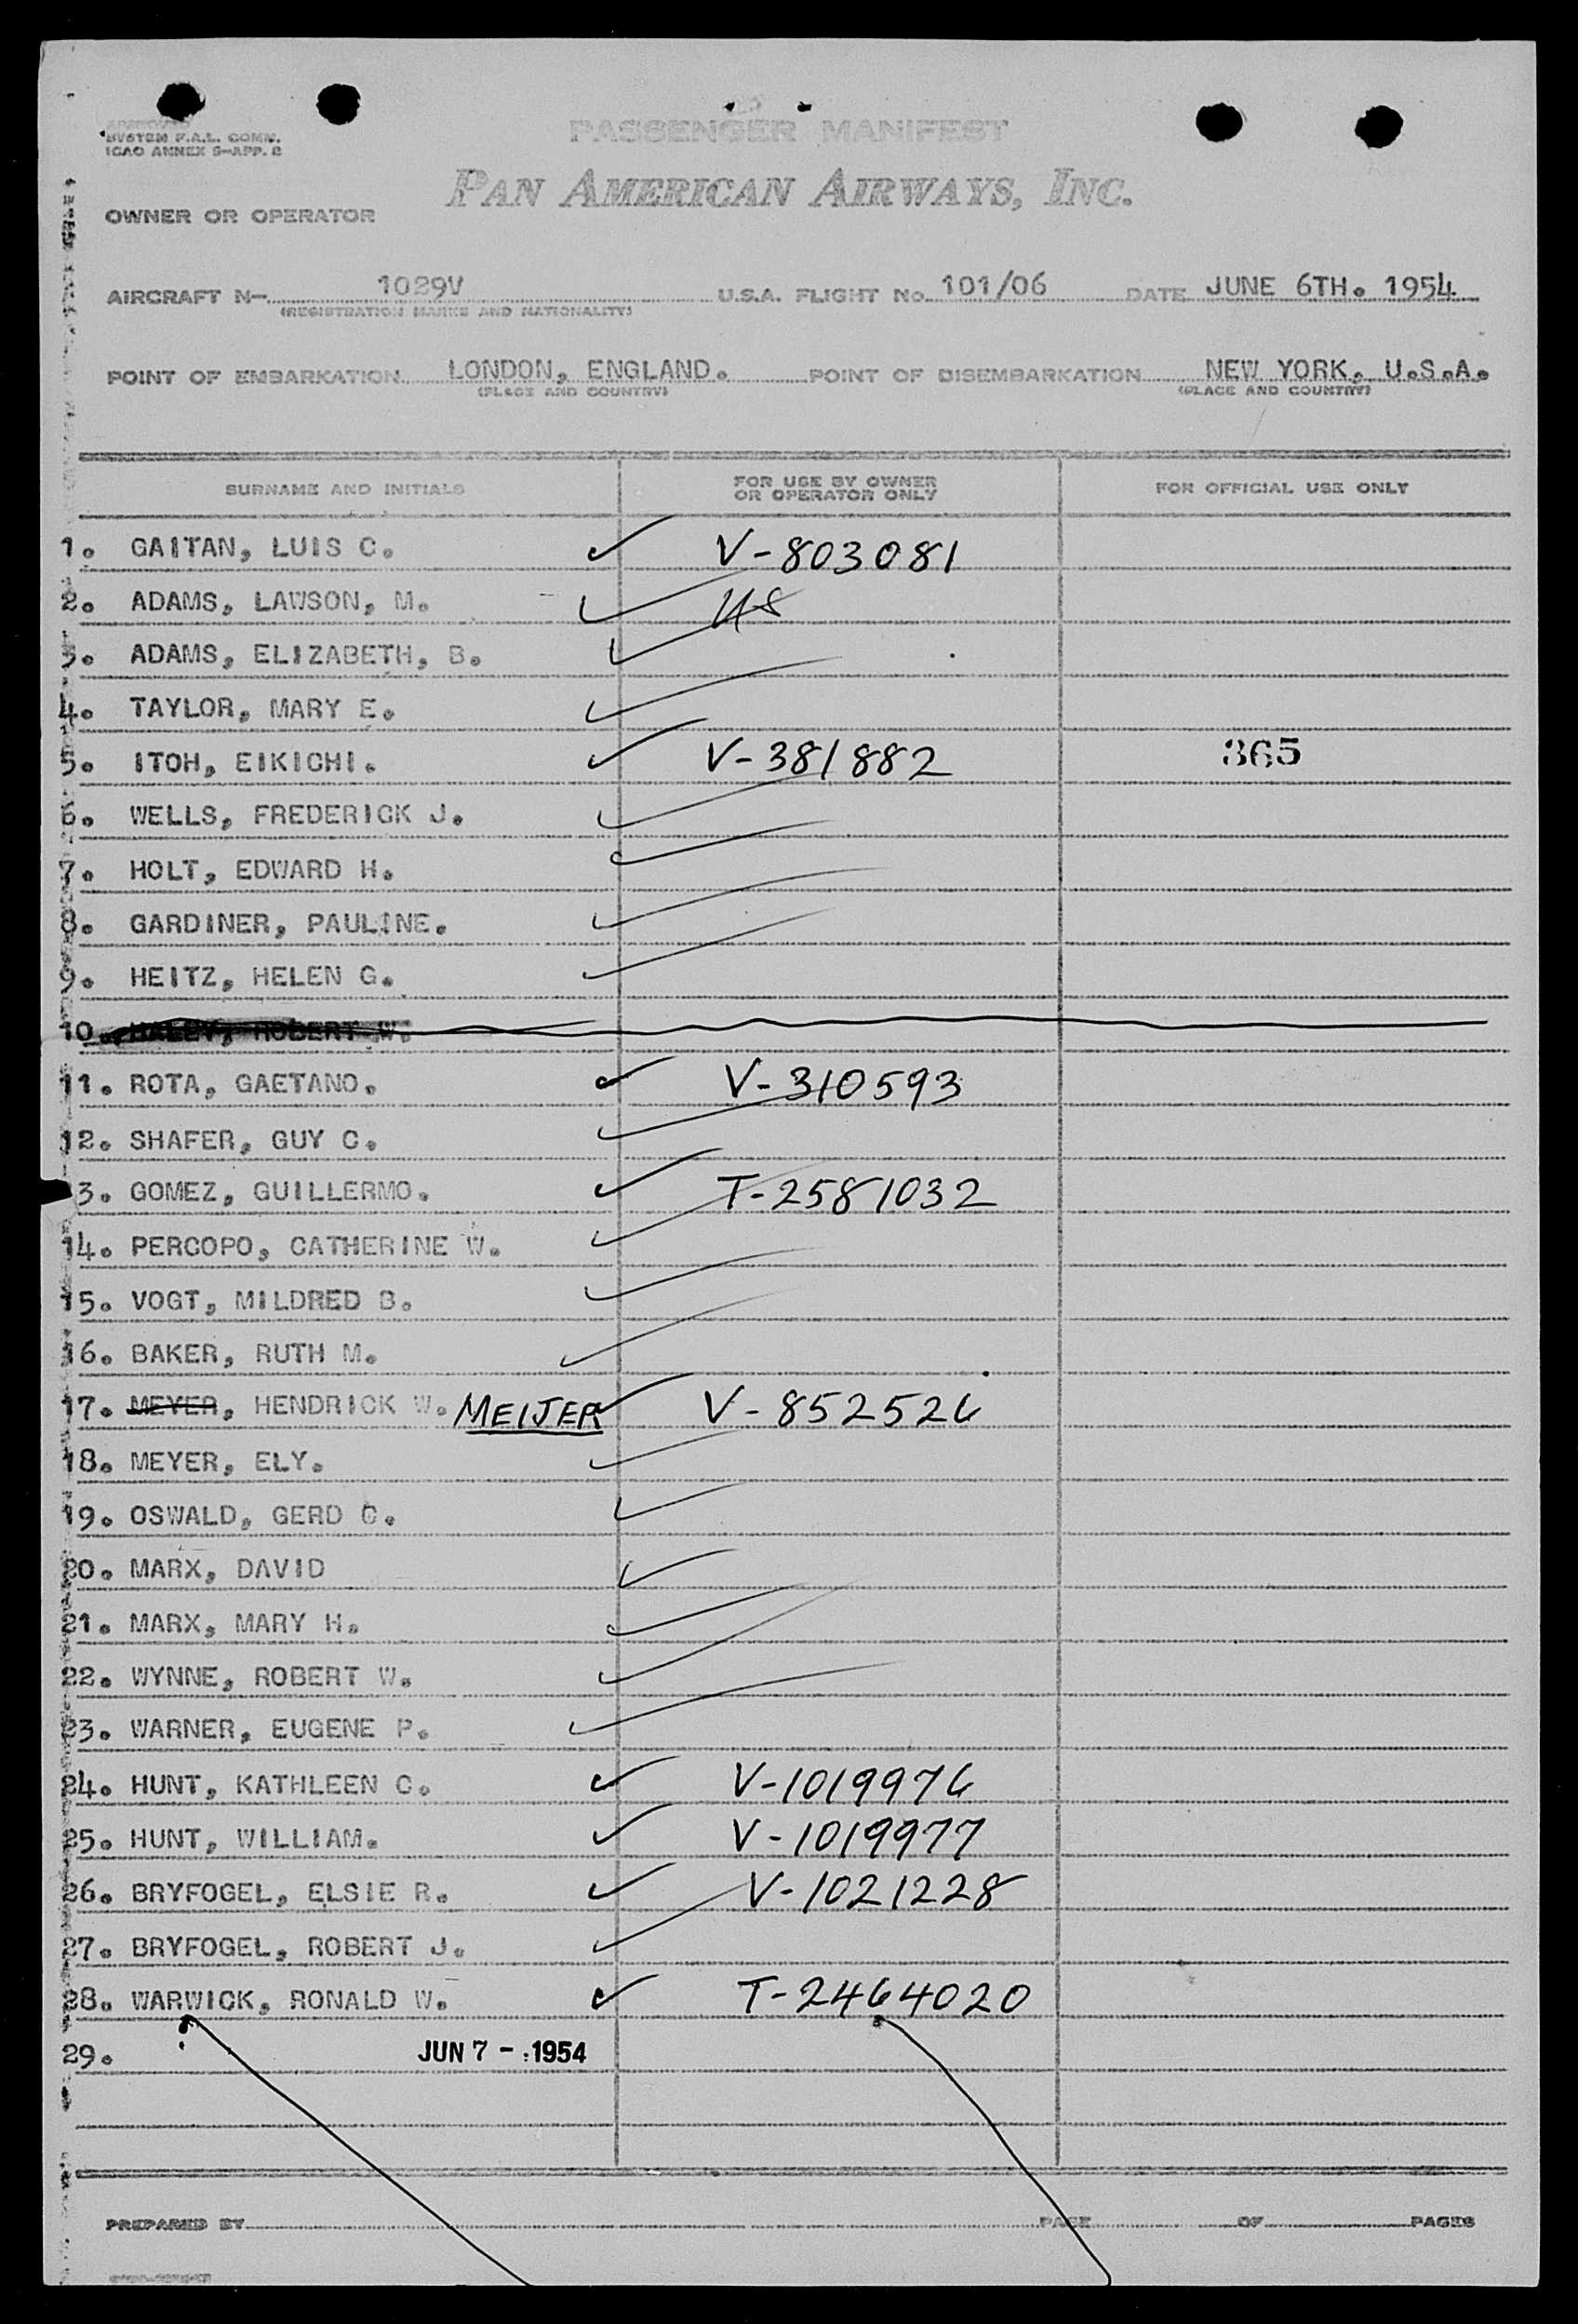 APPROVED
SYSTEM F.A.L. COMM.
ICAO ANNEX 9-APP. 2
PASSENGER MANIFEST
PAN AMERICAN AIRWAYS, INC.
OWNER OR OPERATOR
AIRCRAFT N- 1029V U.S.A. FLIGHT No. 101/06 DATE JUNE 6TH. 1954
(REGISTRATION MARKS AND NATIONALITY)
POINT OF EMBARKATION LONDON, ENGLAND. POINT OF DISEMBARKATION NEW YORK, U.S.A.
(PLACE AND COUNTRY) (PLACE AND COUNTRY)
SURNAME AND INITIALS FOR USE BY OWNER OR OPERATOR ONLY FOR OFFICIAL USE ONLY
1. GAITAN, LUIS C. V-803081
2. ADAMS, LAWSON, M. US
3. ADAMS, ELIZABETH, B.
4. TAYLOR, MARY E.
5. ITOH, EIKICHI. V-381882 365
6. WELLS, FREDERICK J.
7. HOLT, EDWARD H.
8. GARDINER, PAULINE.
9. HEITZ, HELEN G.
10. HALEY, ROBERT W.
11. ROTA, GAETANO. V-310593
12. SHAFER, GUY C.
3. GOMEZ, GUILLERMO. T-2581032
14. PERCOPO, CATHERINE W.
15. VOGT, MILDRED B.
16. BAKER, RUTH M.
17. MEYER, HENDRICK W. MEIJER V-852526
18. MEYER, ELY.
19. OSWALD, GERD C.
20. MARX, DAVID
21. MARX, MARY H.
22. WYNNE, ROBERT W.
23. WARNER, EUGENE P.
24. HUNT, KATHLEEN C. V-1019976
25. HUNT, WILLIAM. V-1019977
26. BRYFOGEL, ELSIE R. V-1021228
27. BRYFOGEL, ROBERT J.
28. WARWICK, RONALD W. T-2464020
29. JUN 7 - 1954
PREPARED BY PAGE OF PAGES